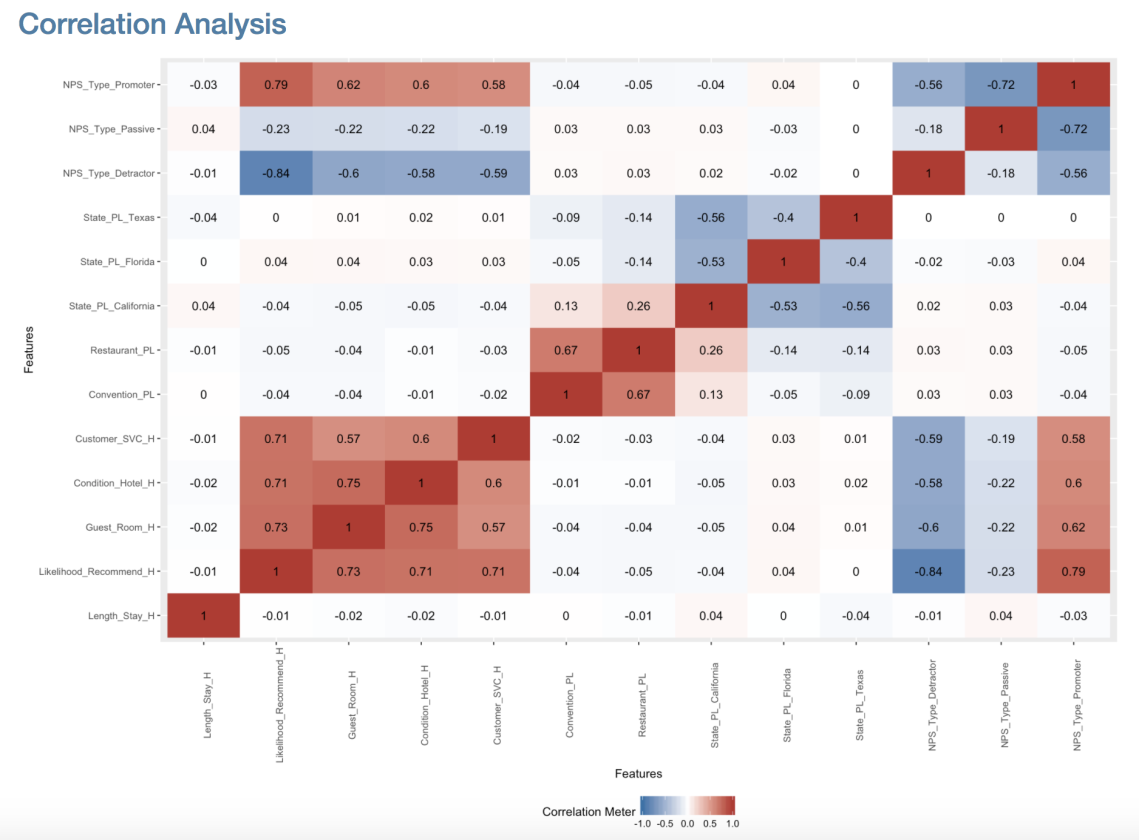 Correlation Analysis
NPS_Type_Promoter -0.03 0.79 0.62 0.6 0.58 -0.04 -0.05 -0.04 0.04 0 -0.56 -0.72 1
NPS_Type_Passive 0.04 -0.23 -0.22 -0.22 -0.19 0.03 0.03 0.03 -0.03 0 -0.18 1 -0.72
NPS_Type_Detractor -0.01 -0.84 -0.6 -0.58 -0.59 0.03 0.03 0.02 -0.02 0 1 -0.18 -0.56
State_PL_Texas -0.04 0 0.01 0.02 0.01 -0.09 -0.14 -0.56 -0.4 1 0 0 0
State_PL_Florida 0 0.04 0.04 0.03 0.03 -0.05 -0.14 -0.53 1 -0.4 -0.02 -0.03 0.04
State_PL_California 0.04 -0.04 -0.05 -0.05 -0.04 0.13 0.26 1 -0.53 -0.56 0.02 0.03 -0.04
Restaurant_PL -0.01 -0.05 -0.04 -0.01 -0.03 0.67 1 0.26 -0.14 -0.14 0.03 0.03 -0.05
Convention_PL 0 -0.04 -0.04 -0.01 -0.02 1 0.67 0.13 -0.05 -0.09 0.03 0.03 -0.04
Customer_SVC_H -0.01 0.71 0.57 0.6 1 -0.02 -0.03 -0.04 0.03 0.01 -0.59 -0.19 0.58
Condition_Hotel_H -0.02 0.71 0.75 1 0.6 -0.01 -0.01 -0.05 0.03 0.02 -0.58 -0.22 0.6
Guest_Room_H -0.02 0.73 1 0.75 0.57 -0.04 -0.04 -0.05 0.04 0.01 -0.6 -0.22 0.62
Likelihood_Recommend_H -0.01 1 0.73 0.71 0.71 -0.04 -0.05 -0.04 0.04 0 -0.84 -0.23 0.79
Length_Stay_H 1 -0.01 -0.02 -0.02 -0.01 0 -0.01 0.04 0 -0.04 -0.01 0.04 -0.03
Features
Length_Stay_H
Likelihood_Recommend_H
Guest_Room_H
Condition_Hotel_H
Customer_SVC_H
Convention_PL
Restaurant_PL
State_PL_California
State_PL_Florida
State_PL_Texas
NPS_Type_Detractor
NPS_Type_Passive
NPS_Type_Promoter
Features
Correlation Meter
-1.0 -0.5 0.0 0.5 1.0